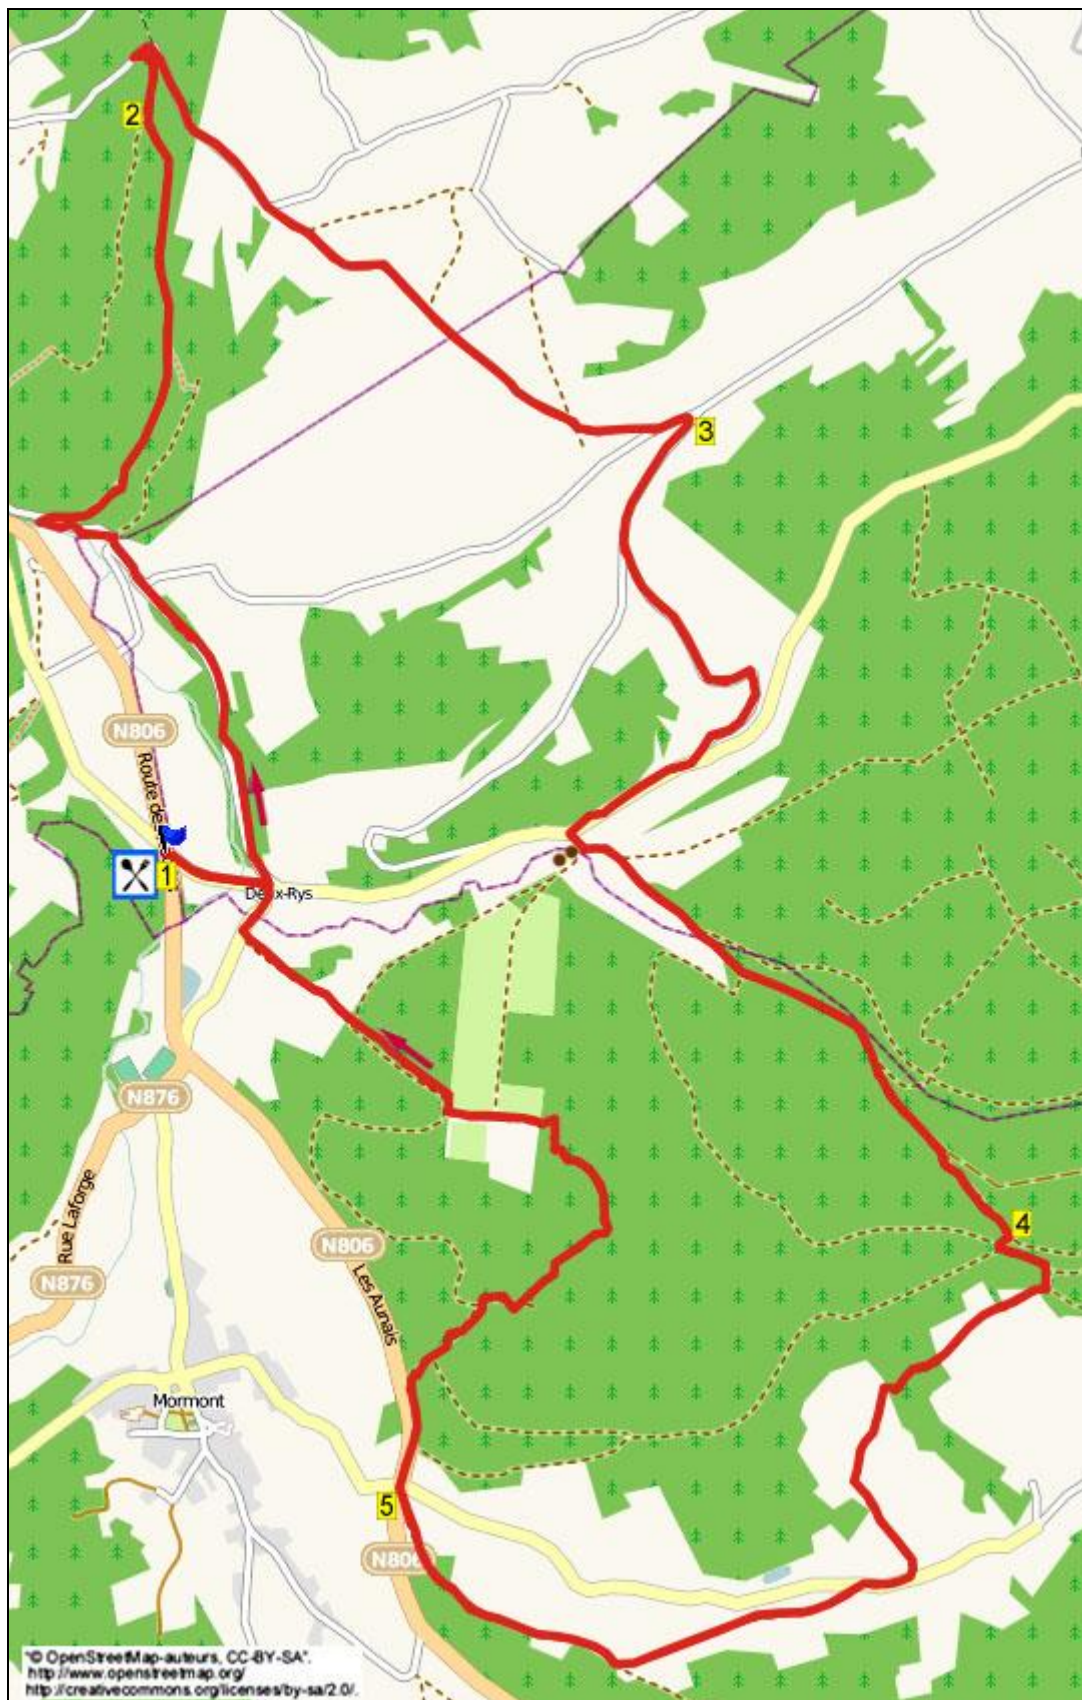 2
3
N806
Route de
1
Deux-Rys
N876
Rue Laforge
N876
N806
Les Aunais
4
Mormont
5
N806
"© OpenStreetMap-auteurs, CC-BY-SA".
http://www.openstreetmap.org/
http://creativecommons.org/licenses/by-sa/2.0/.